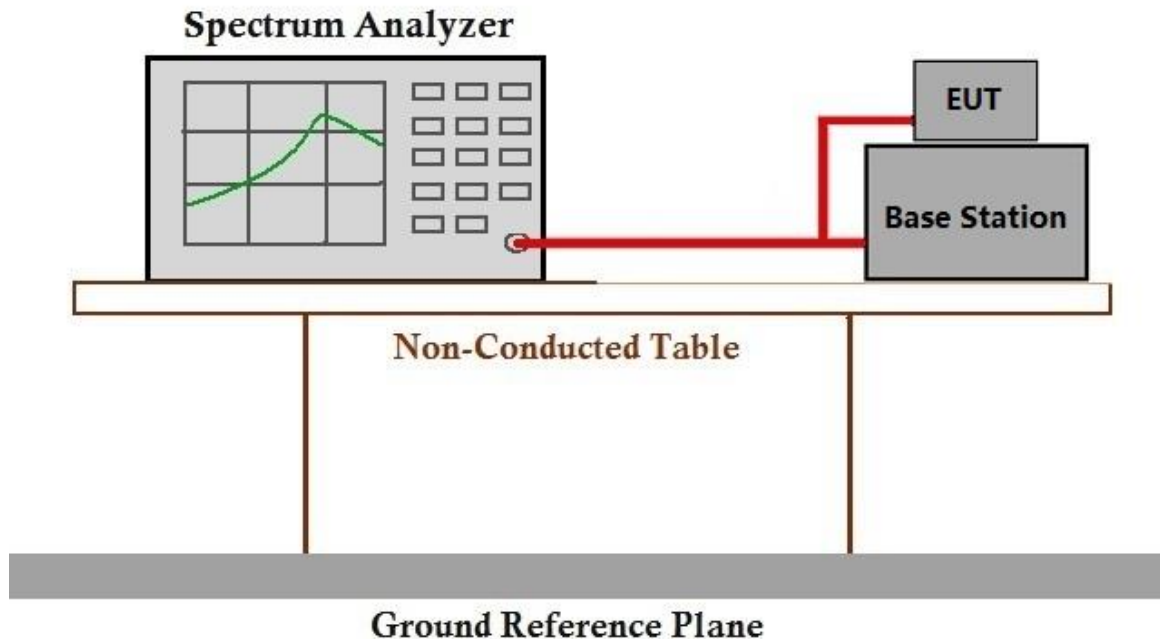 Spectrum Analyzer
EUT
Base Station
Non-Conducted Table
Ground Reference Plane